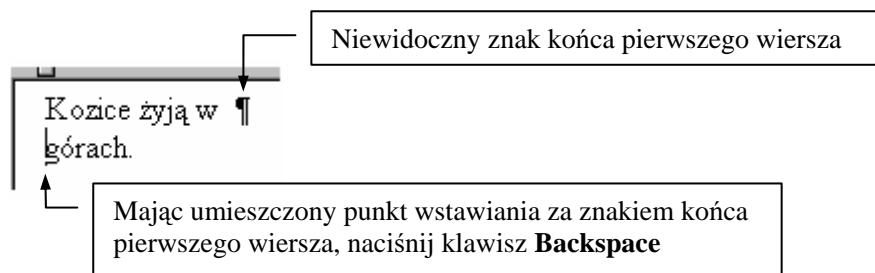 Niewidoczny znak końca pierwszego wiersza
Kozice żyją w ¶
górach.
Mając umieszczony punkt wstawiania za znakiem końca
pierwszego wiersza, naciśnij klawisz Backspace